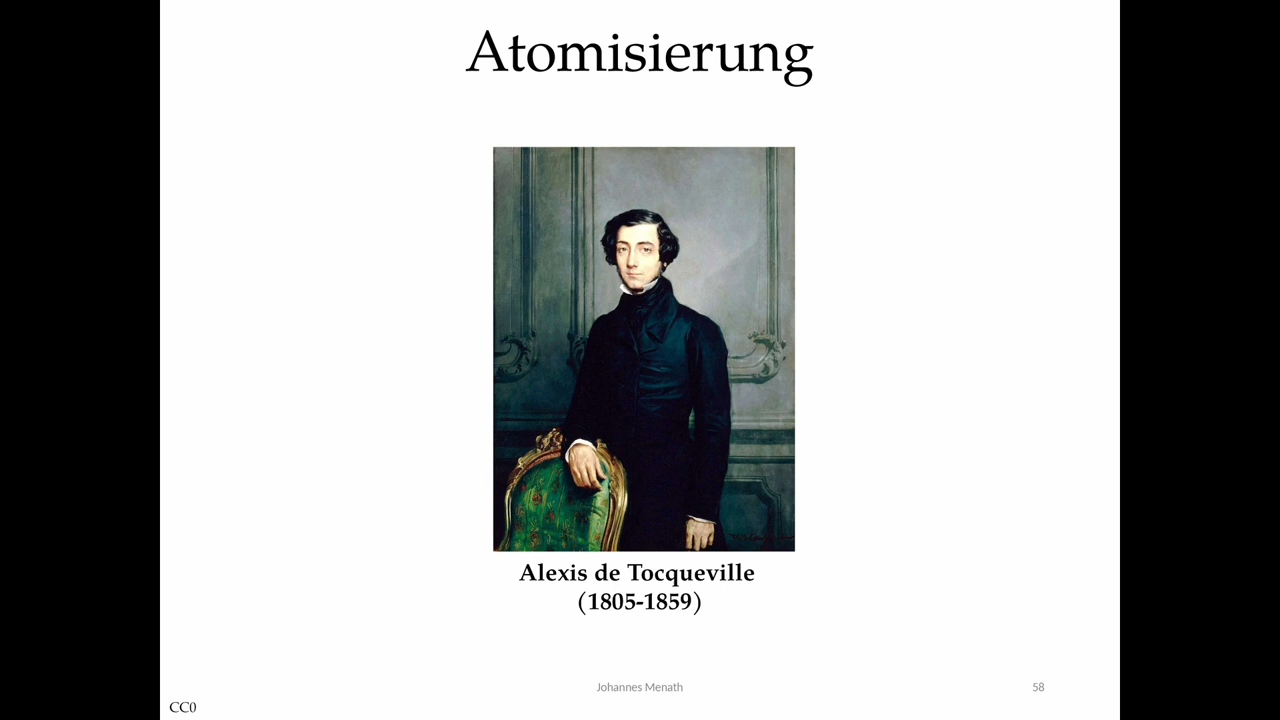 Atomisierung
Alexis de Tocqueville
(1805-1859)
Johannes Menath
58
CC0